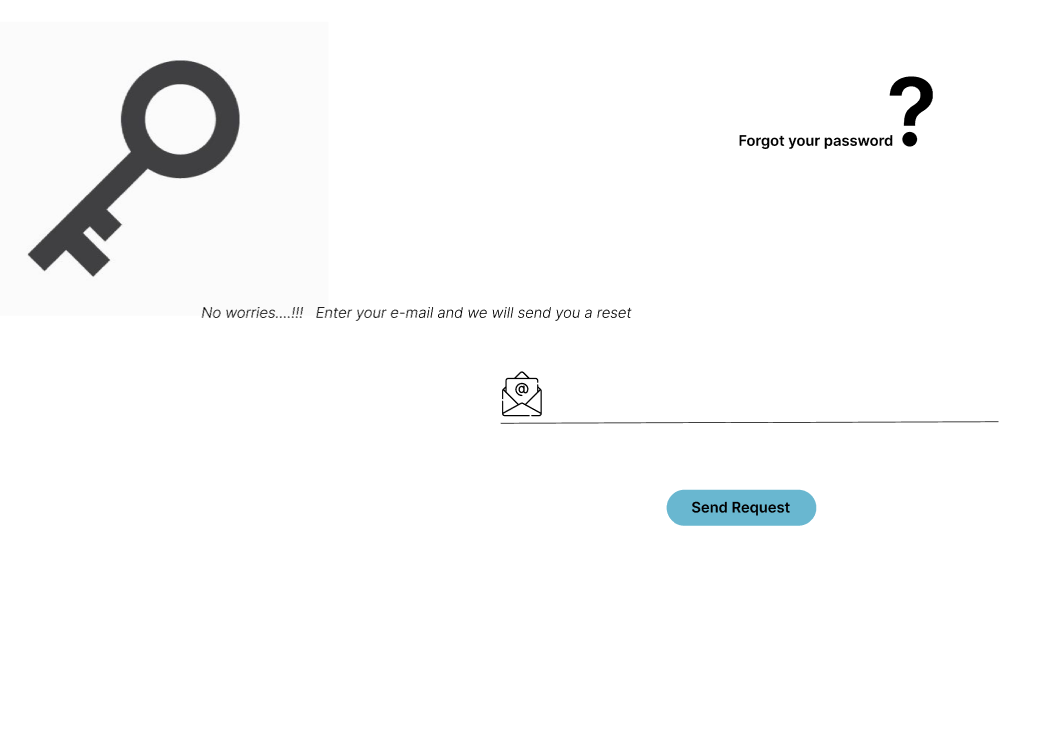 Forgot your password ?
No worries....!!! Enter your e-mail and we will send you a reset
@
Send Request